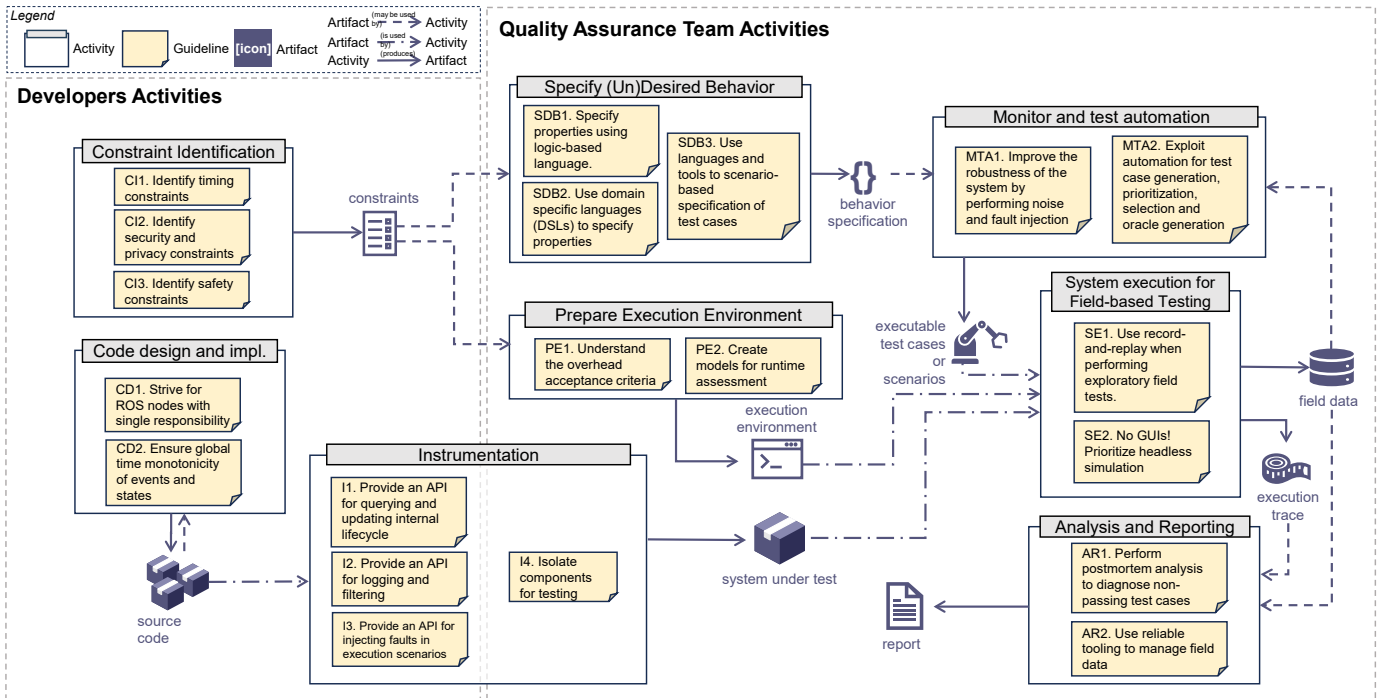 Legend
Activity
Guideline
[icon]
Artifact
Artifact (may be used by) Activity
Artifact (is used by) Activity
Activity (produces) Artifact
Developers Activities
Constraint Identification
CI1. Identify timing
constraints
CI2. Identify
security and
privacy constraints
CI3. Identify safety
constraints
constraints
Code design and impl.
CD1. Strive for
ROS nodes with
single responsibility
CD2. Ensure global
time monotonicity
of events and
states
source
code
Instrumentation
I1. Provide an API
for querying and
updating internal
lifecycle
I2. Provide an API
for logging and
filtering
I3. Provide an API for
injecting faults in
execution scenarios
I4. Isolate
components
for testing
Quality Assurance Team Activities
Specify (Un)Desired Behavior
SDB1. Specify
properties using
logic-based
language.
SDB2. Use domain
specific languages
(DSLs) to specify
properties
SDB3. Use
languages and
tools to scenario-
based
specification of
test cases
{}
behavior
specification
Monitor and test automation
MTA1. Improve the
robustness of the
system by
performing noise
and fault injection
MTA2. Exploit
automation for test
case generation,
prioritization,
selection and
oracle generation
Prepare Execution Environment
PE1. Understand
the overhead
acceptance criteria
PE2. Create
models for runtime
assessment
execution
environment
executable
test cases
or
scenarios
system under test
System execution for
Field-based Testing
SE1. Use record-
and-replay when
performing
exploratory field
tests.
SE2. No GUIs!
Prioritize headless
simulation
field data
execution
trace
Analysis and Reporting
AR1. Perform
postmortem analysis
to diagnose non-
passing test cases
AR2. Use reliable
tooling to manage field
data
report